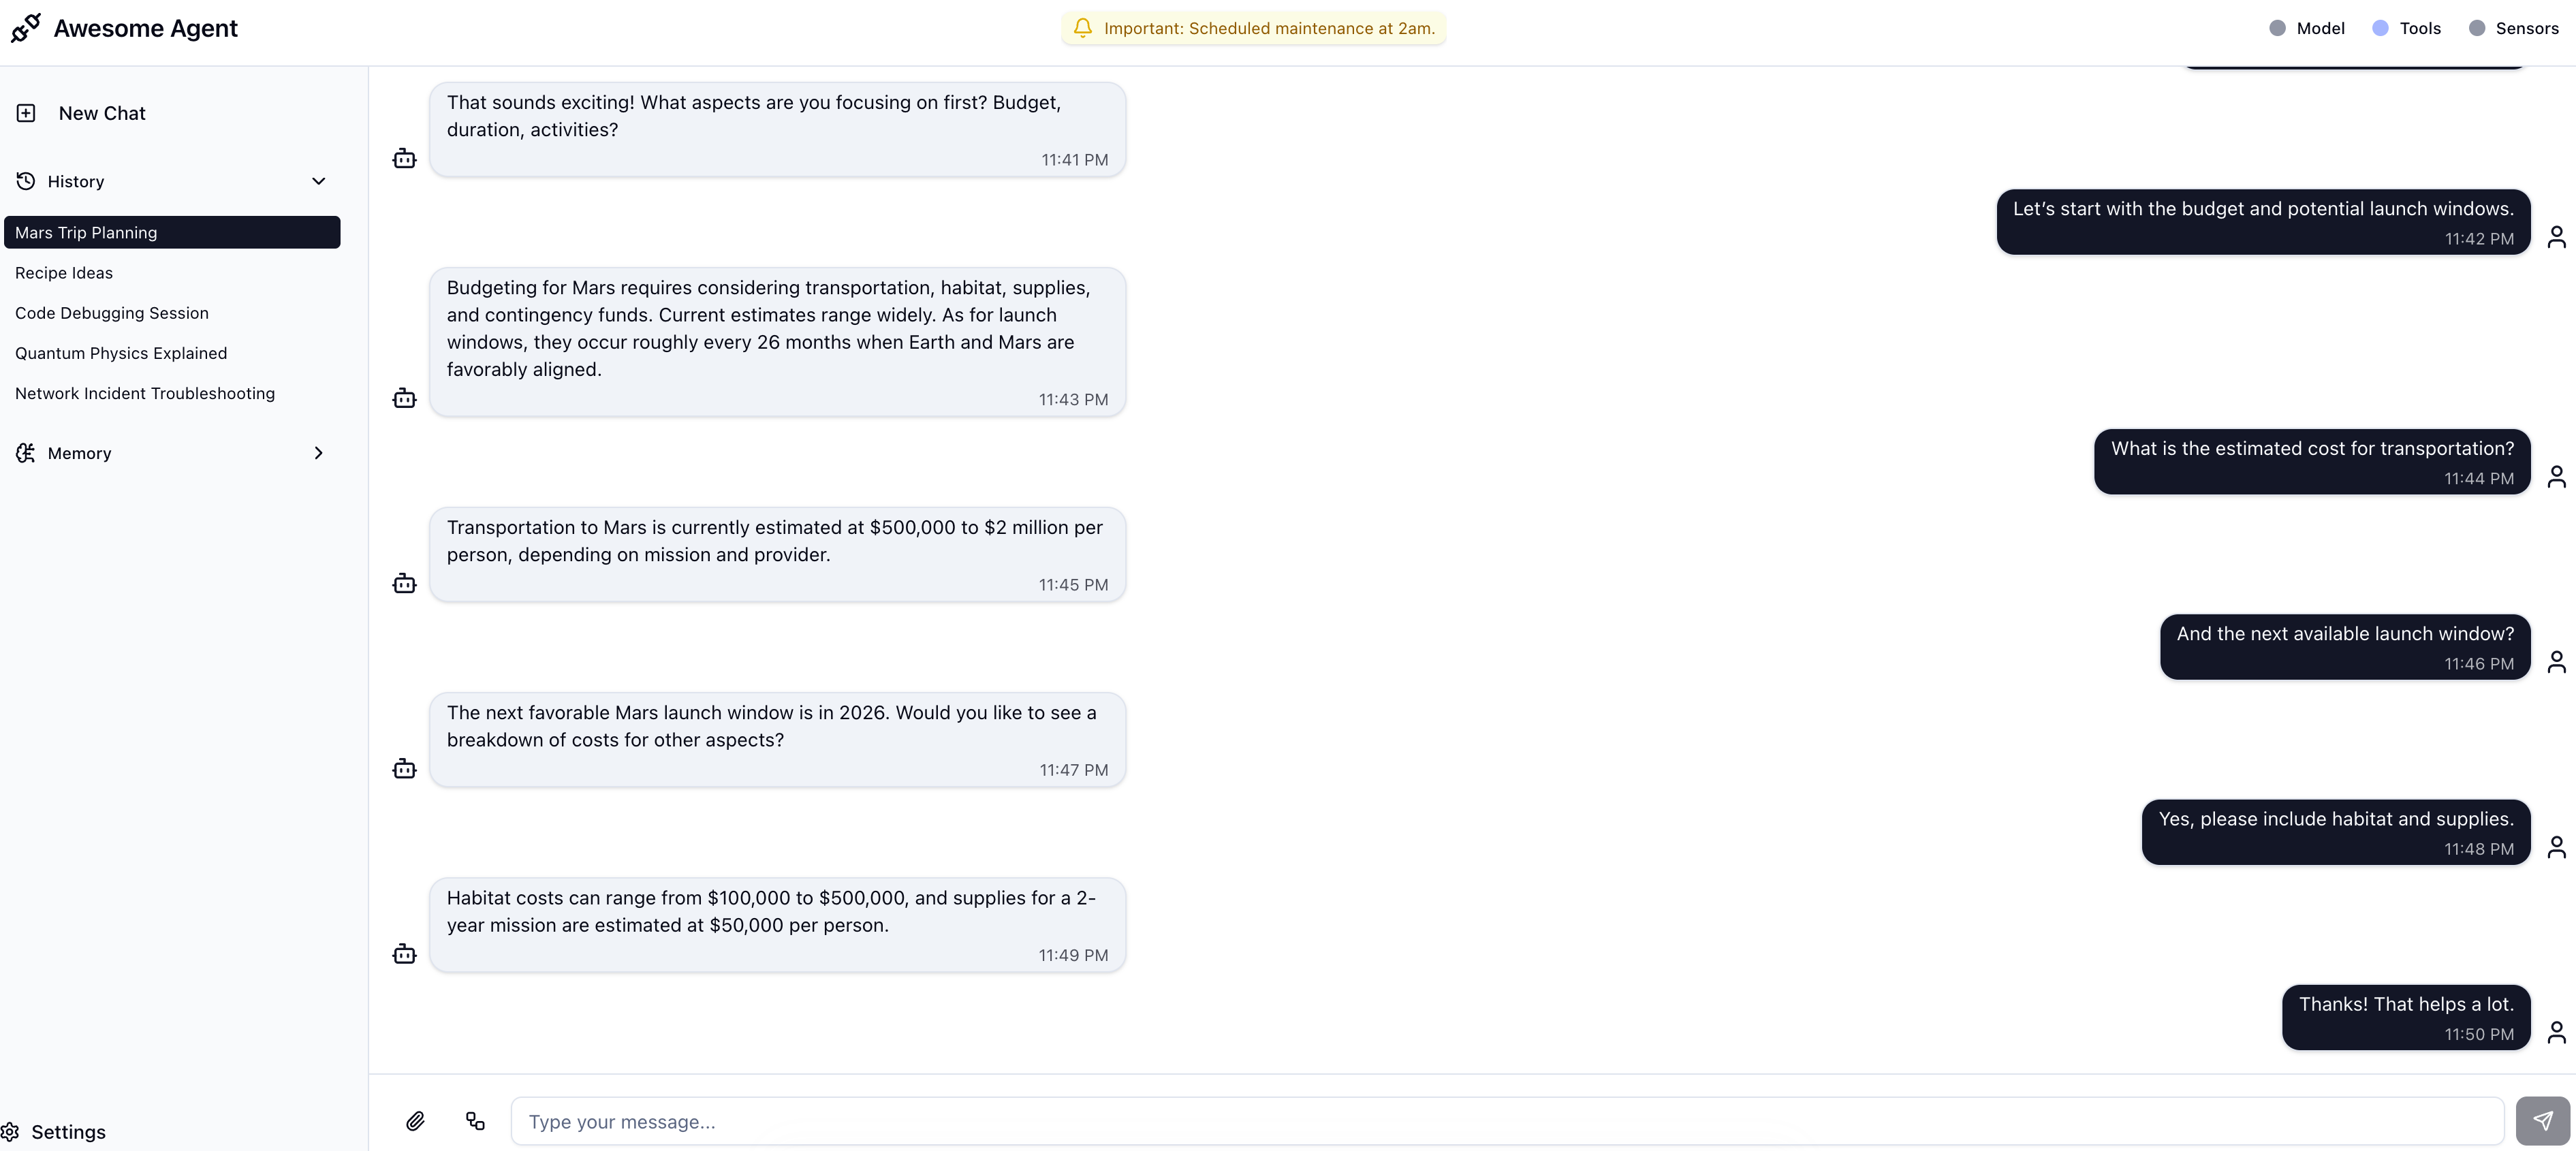 Awesome Agent
Important: Scheduled maintenance at 2am.
Model
Tools
Sensors
New Chat
History
Mars Trip Planning
Recipe Ideas
Code Debugging Session
Quantum Physics Explained
Network Incident Troubleshooting
Memory
Settings
That sounds exciting! What aspects are you focusing on first? Budget,
duration, activities?
11:41 PM
Let’s start with the budget and potential launch windows.
11:42 PM
Budgeting for Mars requires considering transportation, habitat, supplies,
and contingency funds. Current estimates range widely. As for launch
windows, they occur roughly every 26 months when Earth and Mars are
favorably aligned.
11:43 PM
What is the estimated cost for transportation?
11:44 PM
Transportation to Mars is currently estimated at $500,000 to $2 million per
person, depending on mission and provider.
11:45 PM
And the next available launch window?
11:46 PM
The next favorable Mars launch window is in 2026. Would you like to see a
breakdown of costs for other aspects?
11:47 PM
Yes, please include habitat and supplies.
11:48 PM
Habitat costs can range from $100,000 to $500,000, and supplies for a 2-
year mission are estimated at $50,000 per person.
11:49 PM
Thanks! That helps a lot.
11:50 PM
Type your message...